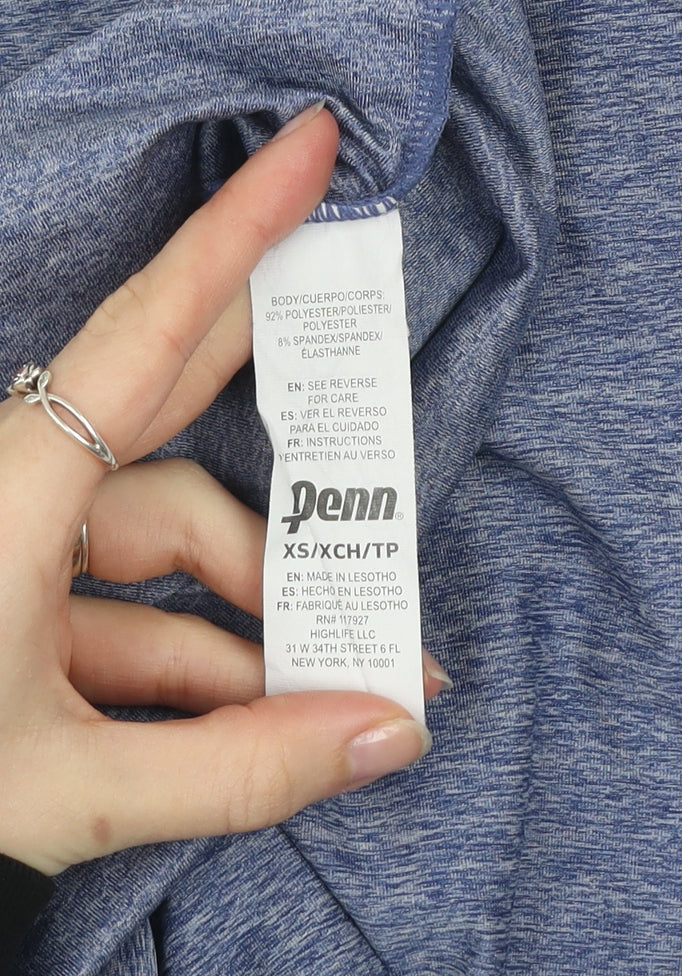 BODY/CUERPO/CORPS:
92% POLYESTER/POLIESTER/
POLYESTER
8% SPANDEX/SPANDEX/
ÉLASTHANNE
EN: SEE REVERSE
FOR CARE
ES: VER EL REVERSO
PARA EL CUIDADO
FR: INSTRUCTIONS
D'ENTRETIEN AU VERSO
Penn®
XS/XCH/TP
EN: MADE IN LESOTHO
ES: HECHO EN LESOTHO
FR: FABRIQUÉ AU LESOTHO
RN# 117927
HIGHLIFE LLC
31 W 34TH STREET 6 FL
NEW YORK, NY 10001